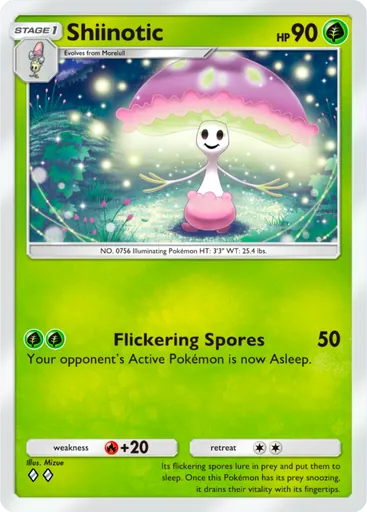 STAGE 1
Shiinotic
HP 90
Evolves from Morelull
NO. 0756 Illuminating Pokémon HT: 3'3" WT: 25.4 lbs.
Flickering Spores 50
Your opponent's Active Pokémon is now Asleep.
weakness +20 retreat
Illus. Mizue
Its flickering spores lure in prey and put them to
sleep. Once this Pokémon has its prey snoozing,
it drains their vitality with its fingertips.